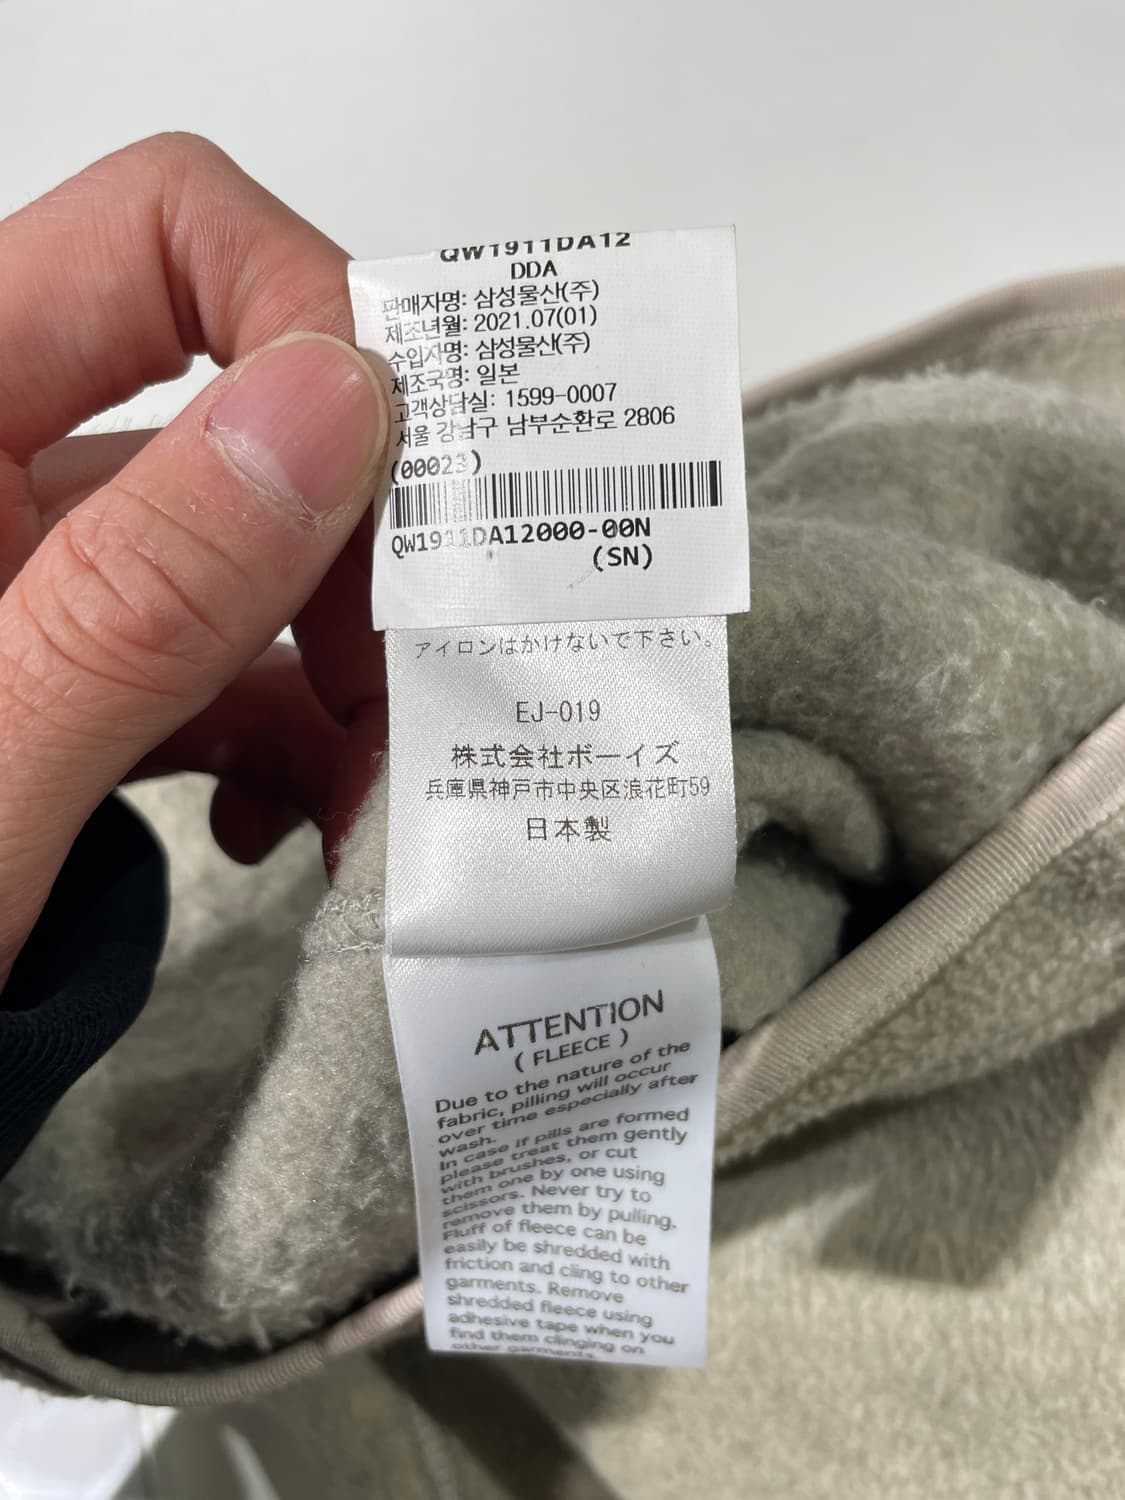 QW1911DA12
DDA
판매자명: 삼성물산(주)
제조년월: 2021.07(01)
수입자명: 삼성물산(주)
제조국명: 일본
고객상담실: 1599-0007
서울 강남구 남부순환로 2806
(00023)
QW1911DA12000-00N
(SN)
アイロンはかけないで下さい。
EJ-019
株式会社ボーイズ
兵庫県神戸市中央区浪花町59
日本製
ATTENTION
( FLEECE )
Due to the nature of the
fabric, pilling will occur
over time especially after
wash.
In case if pills are formed
please treat them gently
with brushes, or cut
them one by one using
scissors. Never try to
remove them by pulling.
Fluff of fleece can be
easily be shredded with
friction and cling to other
garments. Remove
shredded fleece using
adhesive tape when you
find them clinging on
other garments.